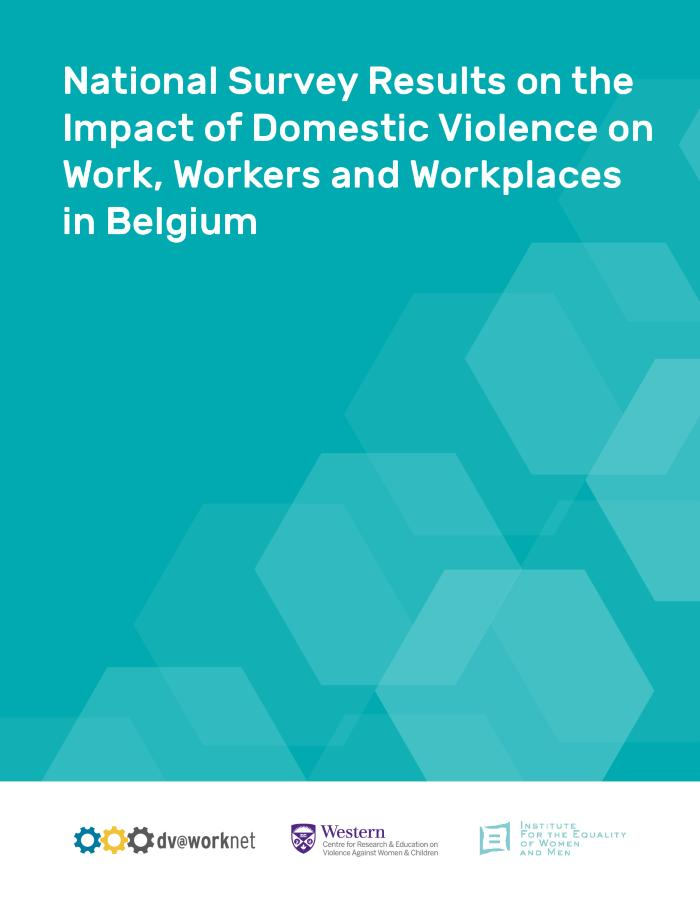 National Survey Results on the
Impact of Domestic Violence on
Work, Workers and Workplaces
in Belgium
dv@worknet
Western
Centre for Research & Education on
Violence Against Women & Children
INSTITUTE
FOR THE EQUALITY
OF WOMEN
AND MEN